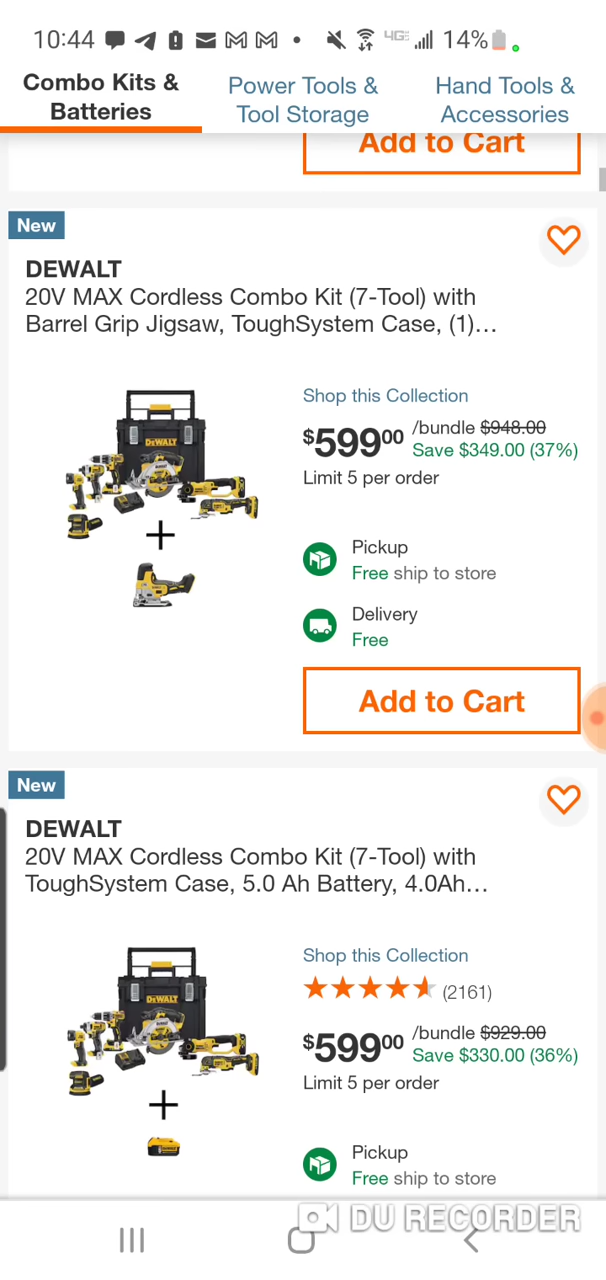 10:44
4GE 14%
Combo Kits &
Batteries
Power Tools &
Tool Storage
Hand Tools &
Accessories
Add to Cart
New
DEWALT
20V MAX Cordless Combo Kit (7-Tool) with
Barrel Grip Jigsaw, ToughSystem Case, (1)...
DEWALT
Shop this Collection
$59900 /bundle $948.00
Save $349.00 (37%)
Limit 5 per order
Pickup
Free ship to store
Delivery
Free
Add to Cart
New
DEWALT
20V MAX Cordless Combo Kit (7-Tool) with
ToughSystem Case, 5.0 Ah Battery, 4.0Ah...
DEWALT
Shop this Collection
(2161)
$59900 /bundle $929.00
Save $330.00 (36%)
Limit 5 per order
Pickup
Free ship to store
DU RECORDER